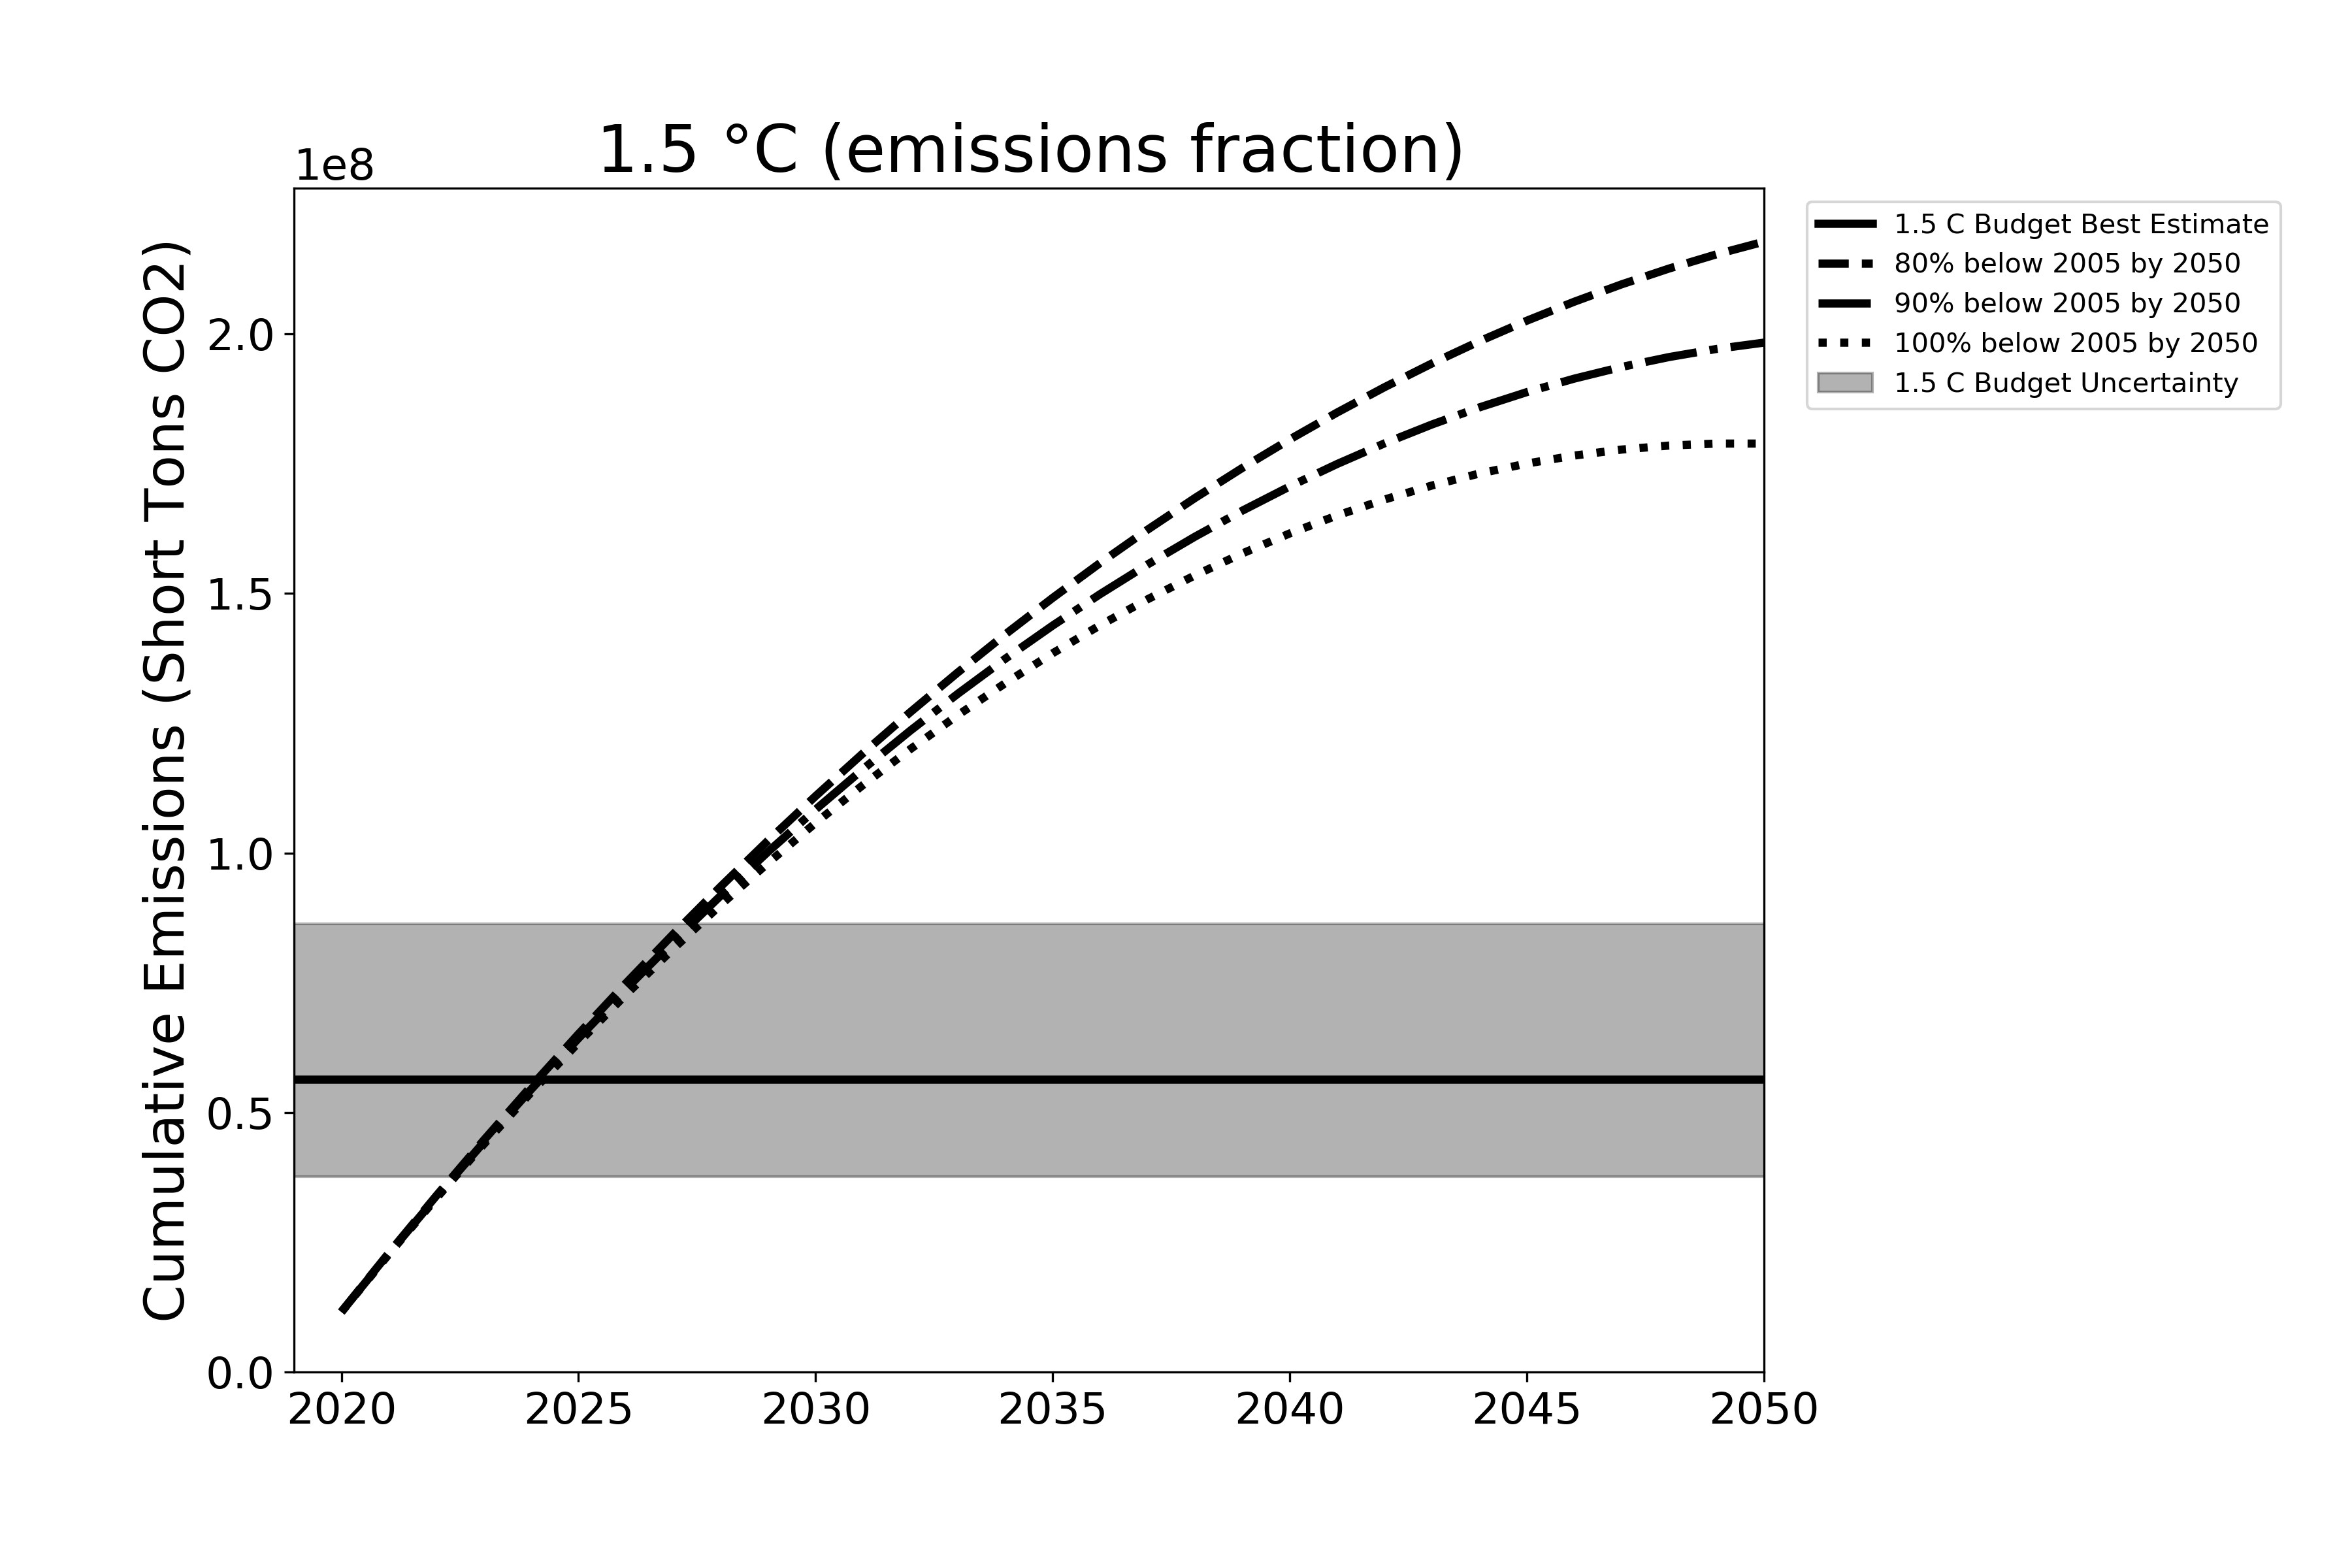 1.5 °C (emissions fraction)
1e8
Cumulative Emissions (Short Tons CO2)
2.0
1.5
1.0
0.5
0.0
2020 2025 2030 2035 2040 2045 2050
1.5 C Budget Best Estimate
80% below 2005 by 2050
90% below 2005 by 2050
100% below 2005 by 2050
1.5 C Budget Uncertainty